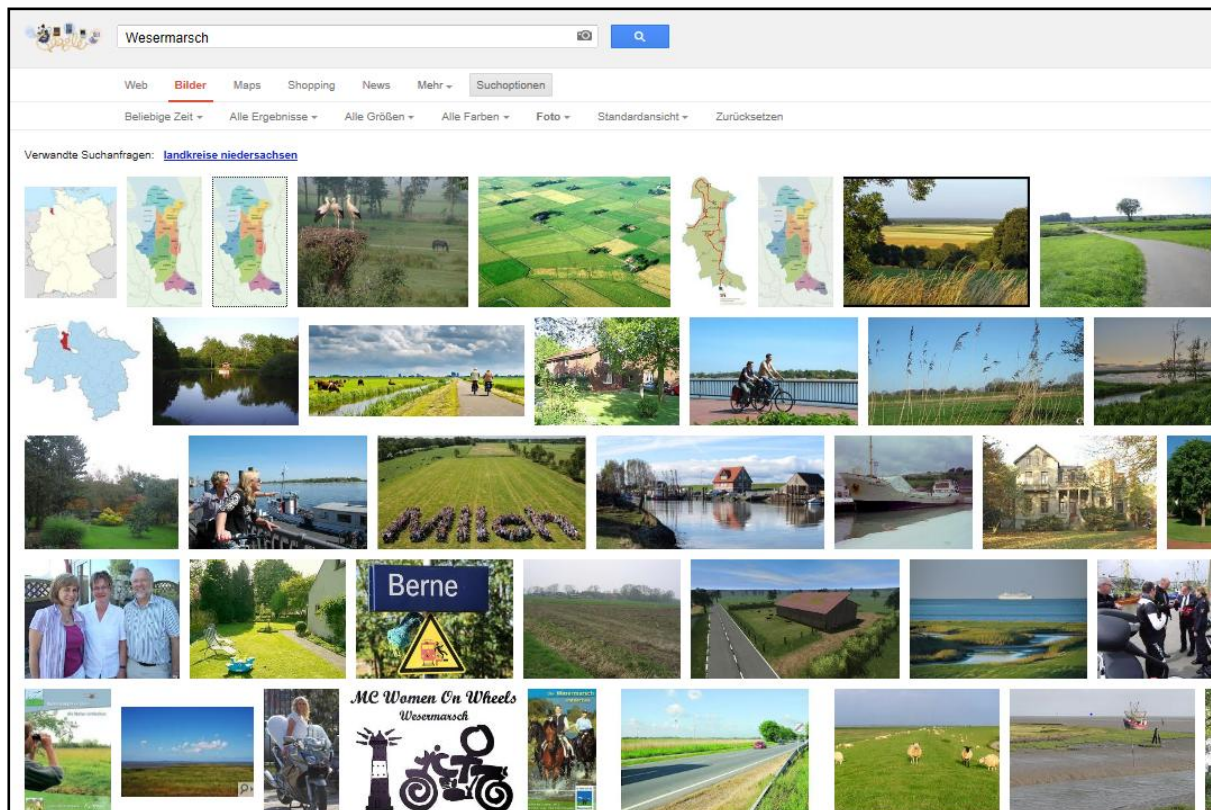 Wesermarsch
Web Bilder Maps Shopping News Mehr Suchoptionen
Beliebige Zeit Alle Ergebnisse Alle Größen Alle Farben Foto Standardansicht Zurücksetzen
Verwandte Suchanfragen: landkreise niedersachsen
Milch
Berne
MC Women On Wheels
Wesermarsch
Wesermarsch